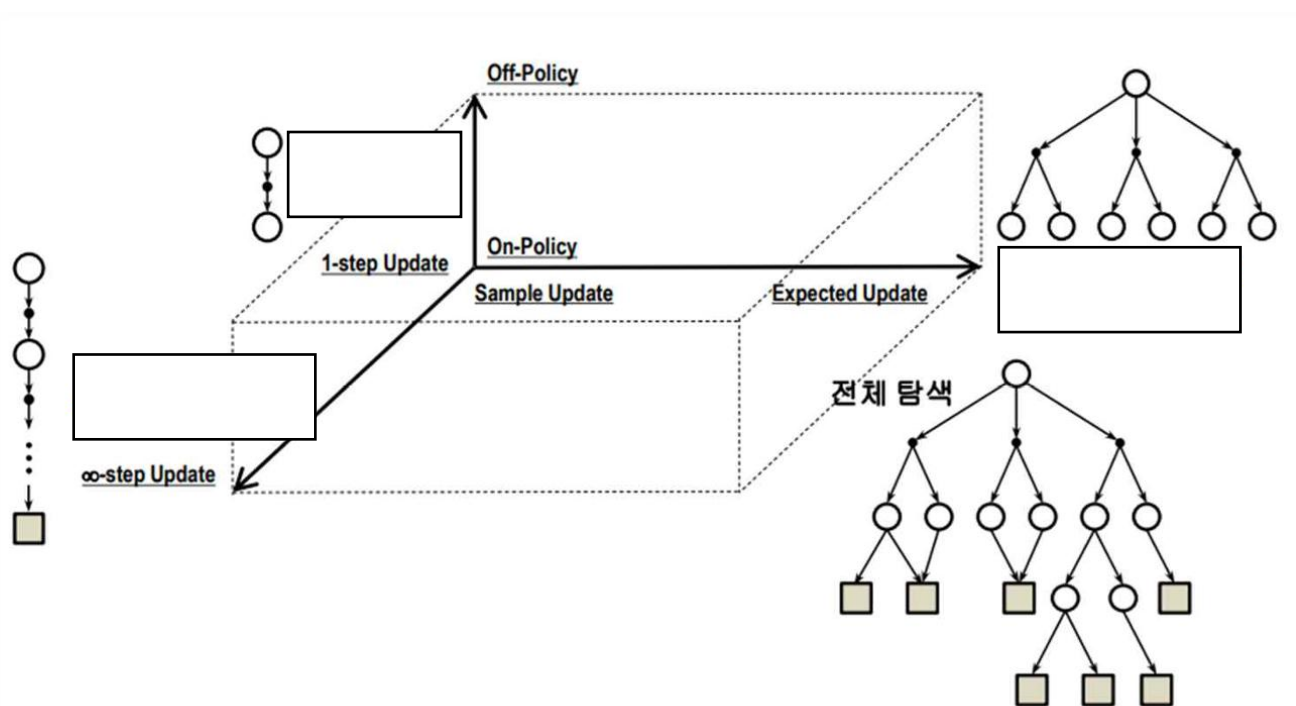 Off-Policy
On-Policy
1-step Update
Sample Update
Expected Update
전체 탐색
∞-step Update